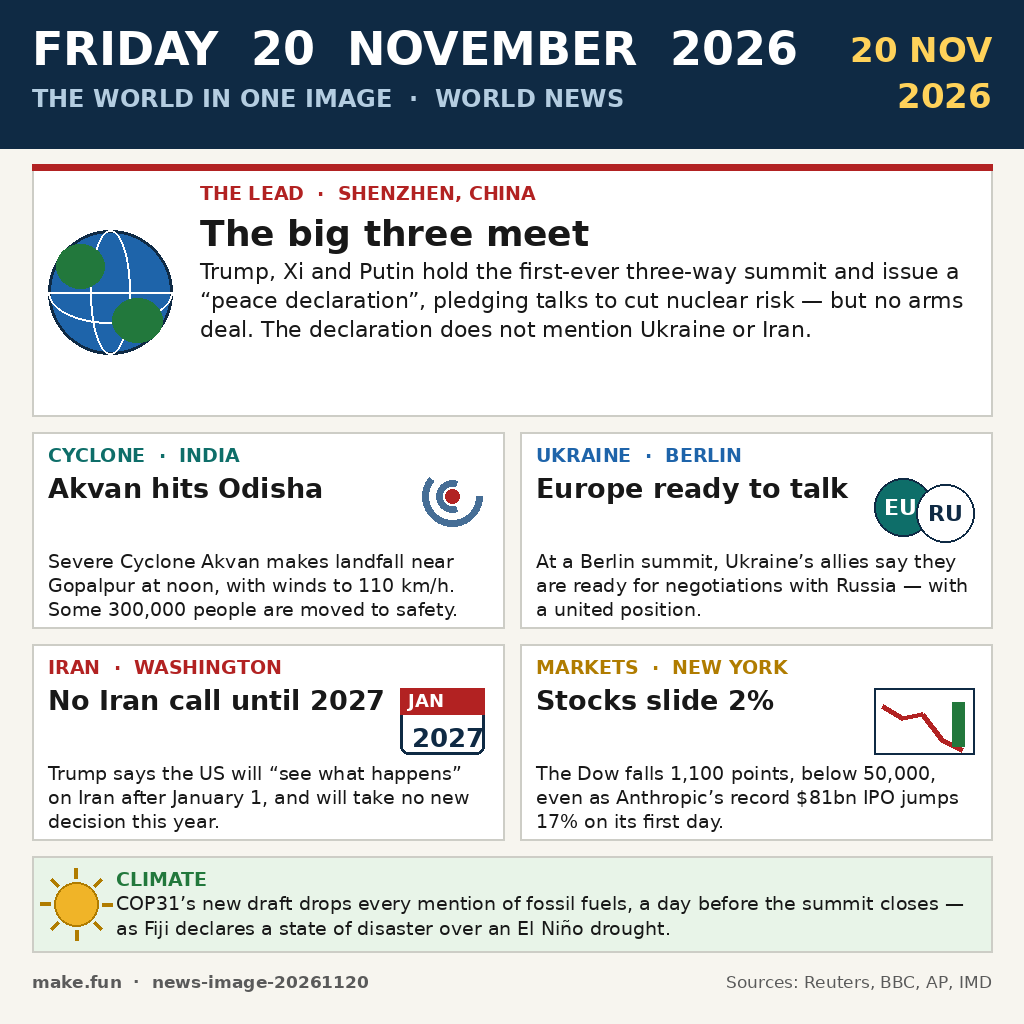 FRIDAY 20 NOVEMBER 2026
THE WORLD IN ONE IMAGE · WORLD NEWS
20 NOV
2026
THE LEAD · SHENZHEN, CHINA
The big three meet
Trump, Xi and Putin hold the first-ever three-way summit and issue a
“peace declaration”, pledging talks to cut nuclear risk — but no arms
deal. The declaration does not mention Ukraine or Iran.
CYCLONE · INDIA
Akvan hits Odisha
Severe Cyclone Akvan makes landfall near
Gopalpur at noon, with winds to 110 km/h.
Some 300,000 people are moved to safety.
UKRAINE · BERLIN
Europe ready to talk
EU
RU
At a Berlin summit, Ukraine’s allies say they
are ready for negotiations with Russia — with
a united position.
IRAN · WASHINGTON
No Iran call until 2027
JAN
2027
Trump says the US will “see what happens”
on Iran after January 1, and will take no new
decision this year.
MARKETS · NEW YORK
Stocks slide 2%
The Dow falls 1,100 points, below 50,000,
even as Anthropic’s record $81bn IPO jumps
17% on its first day.
CLIMATE
COP31’s new draft drops every mention of fossil fuels, a day before the summit closes —
as Fiji declares a state of disaster over an El Niño drought.
make.fun · news-image-20261120
Sources: Reuters, BBC, AP, IMD